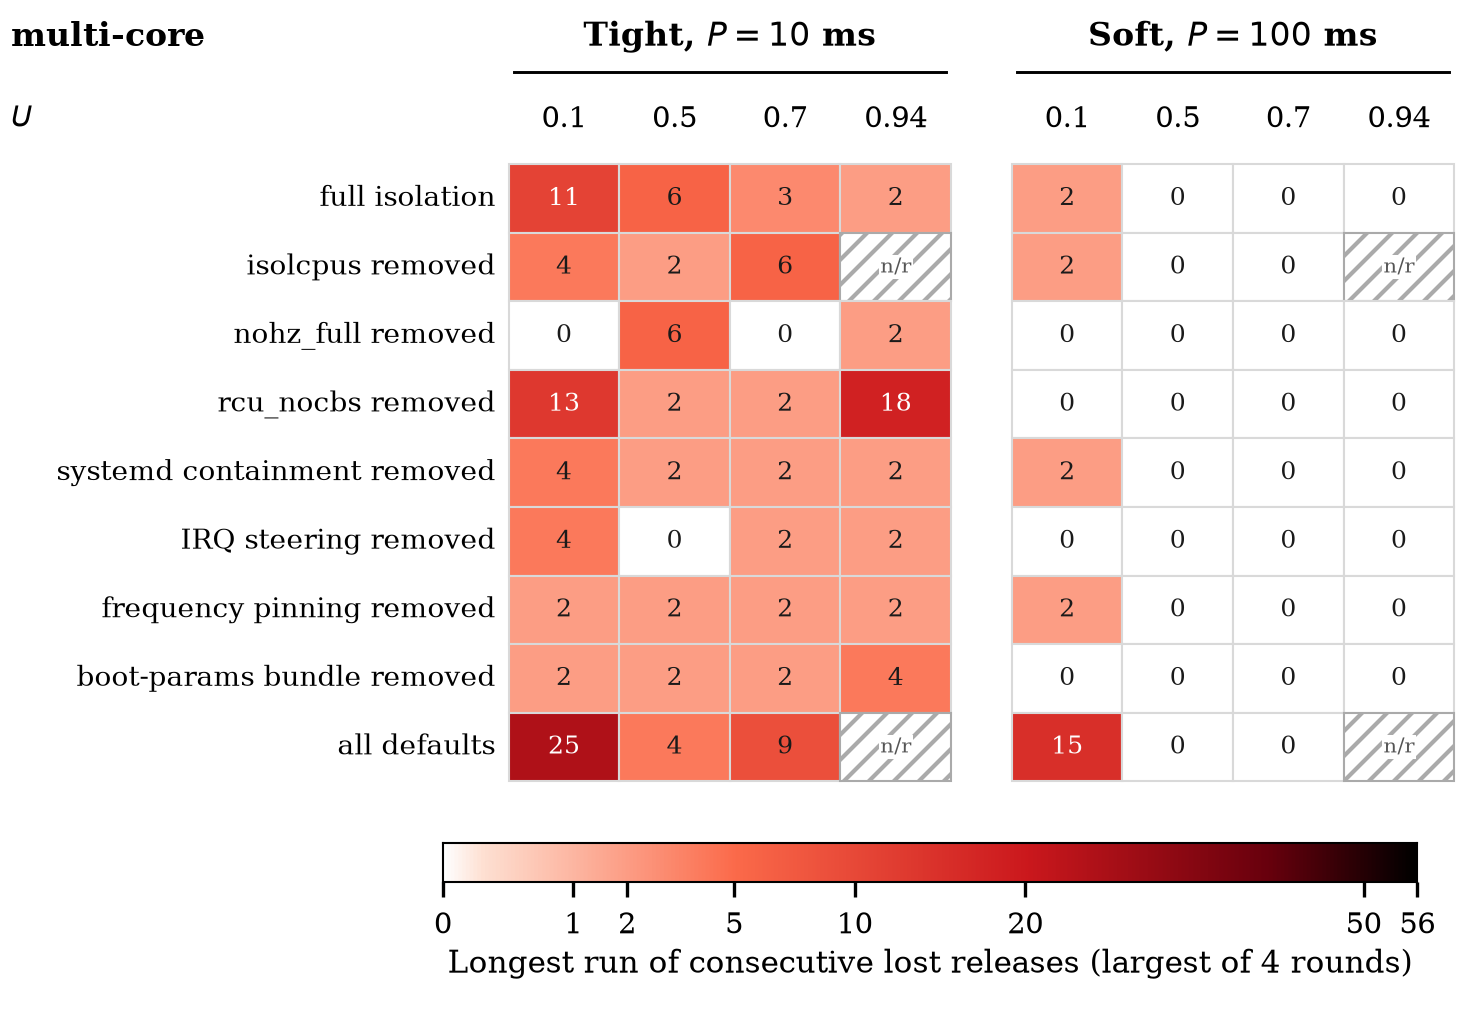 multi-core Tight, P = 10 ms Soft, P = 100 ms
U 0.1 0.5 0.7 0.94 0.1 0.5 0.7 0.94
full isolation 11 6 3 2 2 0 0 0
isolcpus removed 4 2 6 n/r 2 0 0 n/r
nohz_full removed 0 6 0 2 0 0 0 0
rcu_nocbs removed 13 2 2 18 0 0 0 0
systemd containment removed 4 2 2 2 2 0 0 0
IRQ steering removed 4 0 2 2 0 0 0 0
frequency pinning removed 2 2 2 2 2 0 0 0
boot-params bundle removed 2 2 2 4 0 0 0 0
all defaults 25 4 9 n/r 15 0 0 n/r
0 1 2 5 10 20 50 56
Longest run of consecutive lost releases (largest of 4 rounds)